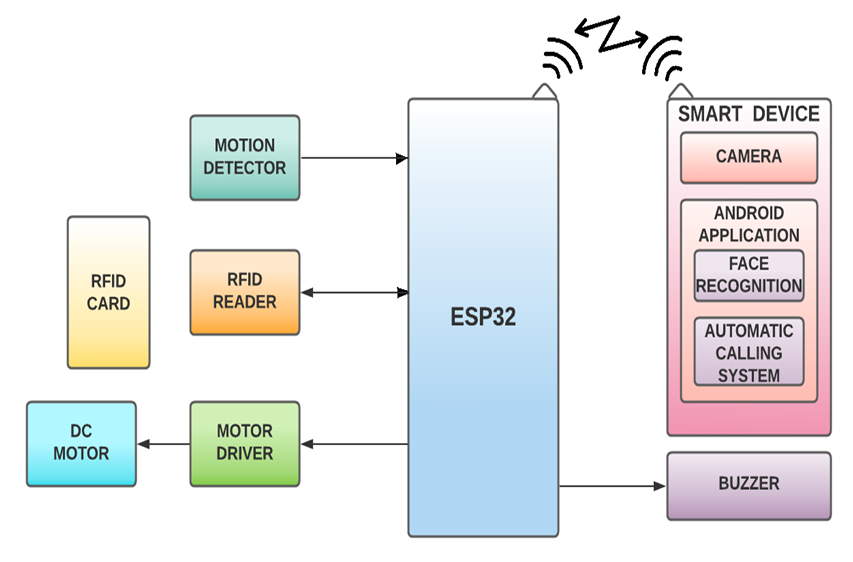 SMART DEVICE
MOTION
DETECTOR
CAMERA
ANDROID
APPLICATION
RFID
CARD
RFID
READER
ESP32
FACE
RECOGNITION
AUTOMATIC
CALLING
SYSTEM
DC
MOTOR
MOTOR
DRIVER
BUZZER